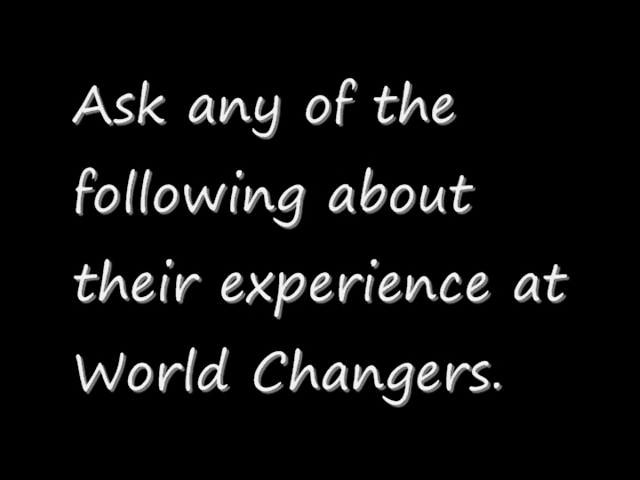 Ask any of the
following about
their experience at
World Changers.